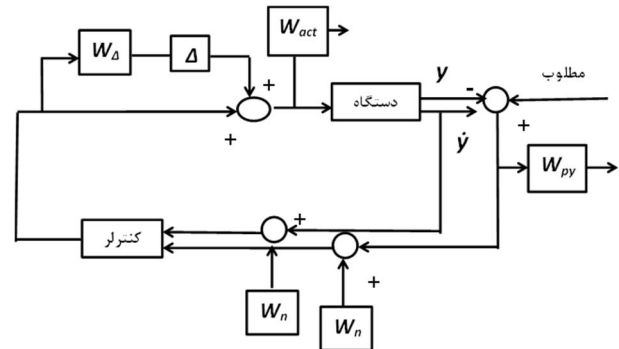 W_act
W_Δ
Δ
+
y
-
مطلوب
دستگاه
+
+
ẏ
W_py
+
کنترلر
+
W_n
W_n